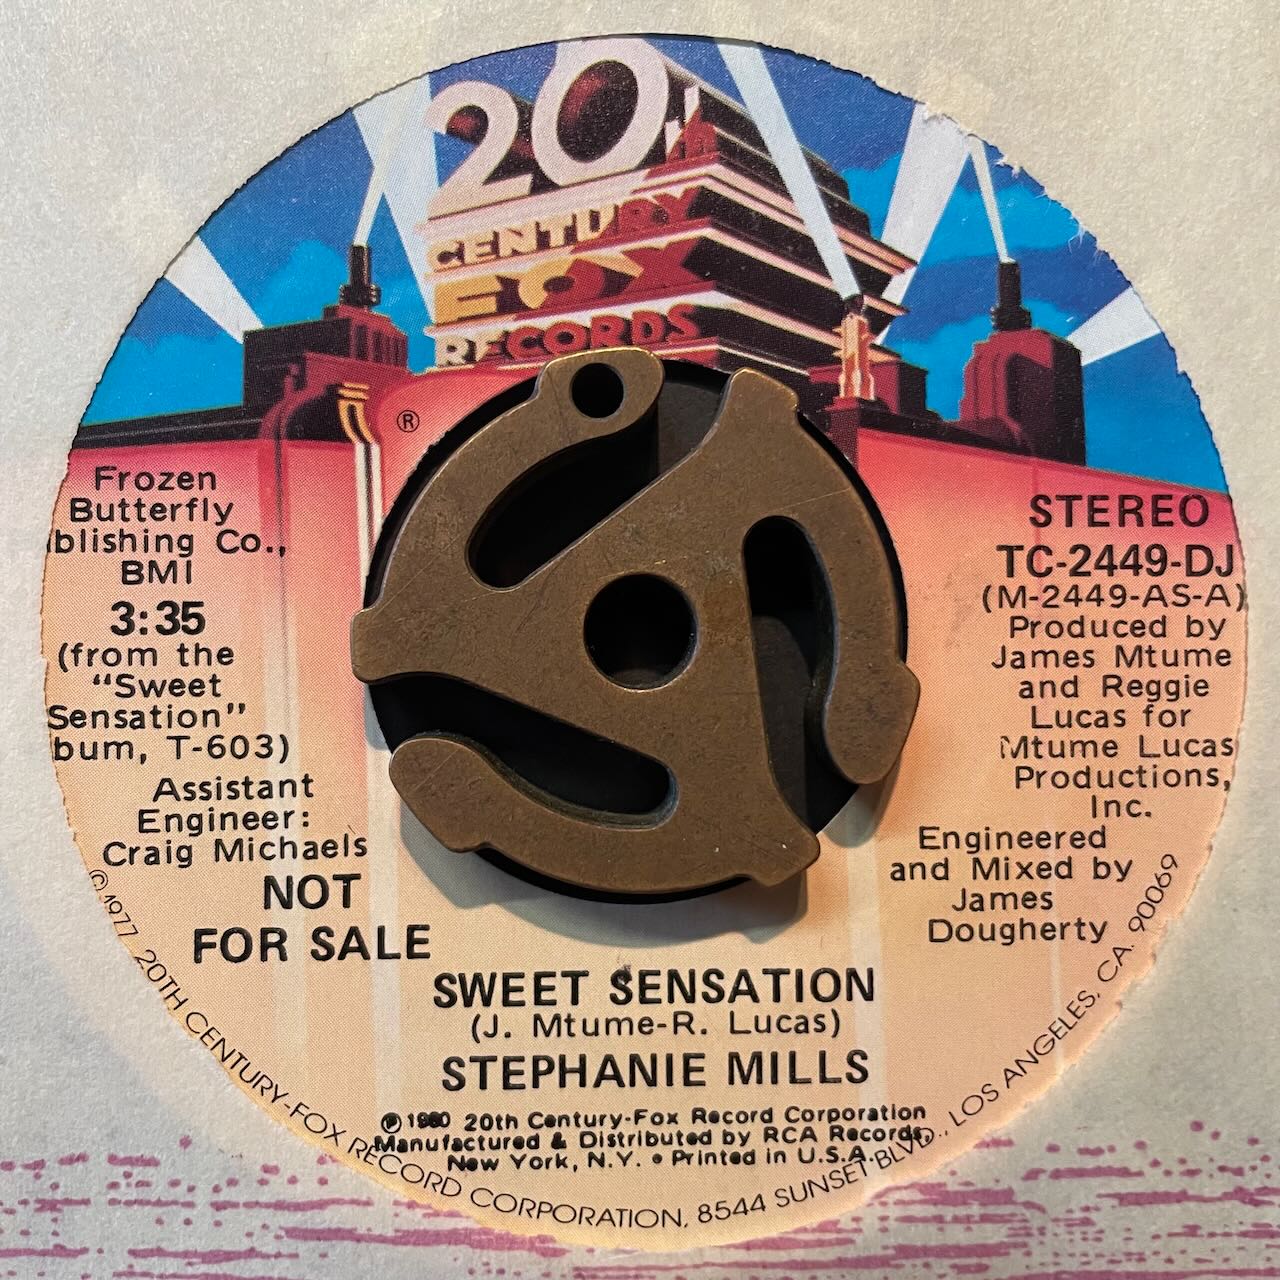 20th
CENTURY
FOX
RECORDS
®
Frozen
Butterfly
blishing Co.,
BMI
3:35
(from the
"Sweet
Sensation"
bum, T-603)
Assistant
Engineer:
Craig Michaels
NOT
FOR SALE
STEREO
TC-2449-DJ
(M-2449-AS-A)
Produced by
James Mtume
and Reggie
Lucas for
Mtume Lucas
Productions,
Inc.
Engineered
and Mixed by
James
Dougherty
SWEET SENSATION
(J. Mtume-R. Lucas)
STEPHANIE MILLS
℗ 1980 20th Century-Fox Record Corporation
Manufactured & Distributed by RCA Records,
New York, N.Y. • Printed in U.S.A.
©1977 20TH CENTURY-FOX RECORD CORPORATION, 8544 SUNSET BLVD., LOS ANGELES, CA. 90069